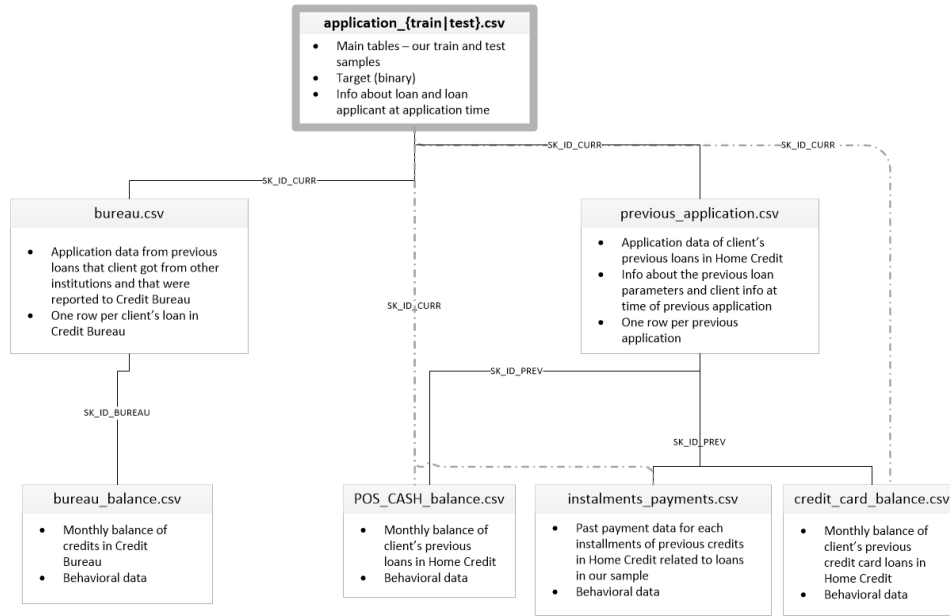 application_{train|test}.csv
• Main tables – our train and test
samples
• Target (binary)
• Info about loan and loan
applicant at application time
SK_ID_CURR
SK_ID_CURR
SK_ID_CURR
bureau.csv
• Application data from previous
loans that client got from other
institutions and that were
reported to Credit Bureau
• One row per client's loan in
Credit Bureau
previous_application.csv
• Application data of client's
previous loans in Home Credit
• Info about the previous loan
parameters and client info at
time of previous application
• One row per previous
application
SK_ID_CURR
SK_ID_PREV
SK_ID_BUREAU
SK_ID_PREV
bureau_balance.csv
• Monthly balance of
credits in Credit
Bureau
• Behavioral data
POS_CASH_balance.csv
• Monthly balance of
client's previous
loans in Home Credit
• Behavioral data
instalments_payments.csv
• Past payment data for each
installments of previous credits
in Home Credit related to loans
in our sample
• Behavioral data
credit_card_balance.csv
• Monthly balance of
client's previous
credit card loans in
Home Credit
• Behavioral data